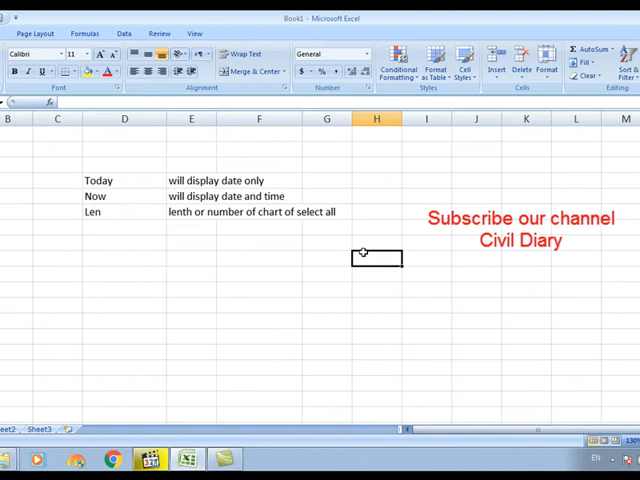 Book1 - Microsoft Excel
Page Layout Formulas Data Review View
Calibri 11 A A Wrap Text General Conditional Formatting Format as Table Cell Styles Insert Delete Format Σ AutoSum Sort & Filter
B I U A Merge & Center $ % , Fill
Clear
Font Alignment Number Styles Cells
fx
B C D E F G H I J K L M
Today will display date only
Now will display date and time
Len lenth or number of chart of select all
Subscribe our channel
Civil Diary
Sheet3
130%
321
EN